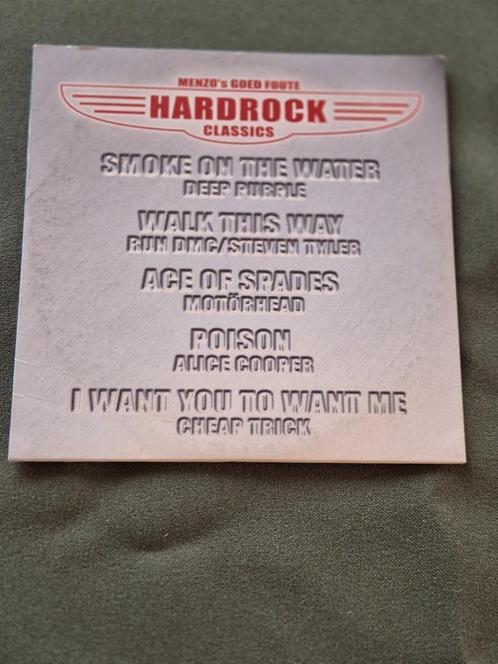 MENZO's GOED FOUTE
HARDROCK
CLASSICS
SMOKE ON THE WATER
DEEP PURPLE
WALK THIS WAY
RUN DMC/STEVEN TYLER
ACE OF SPADES
MOTÖRHEAD
POISON
ALICE COOPER
I WANT YOU TO WANT ME
CHEAP TRICK